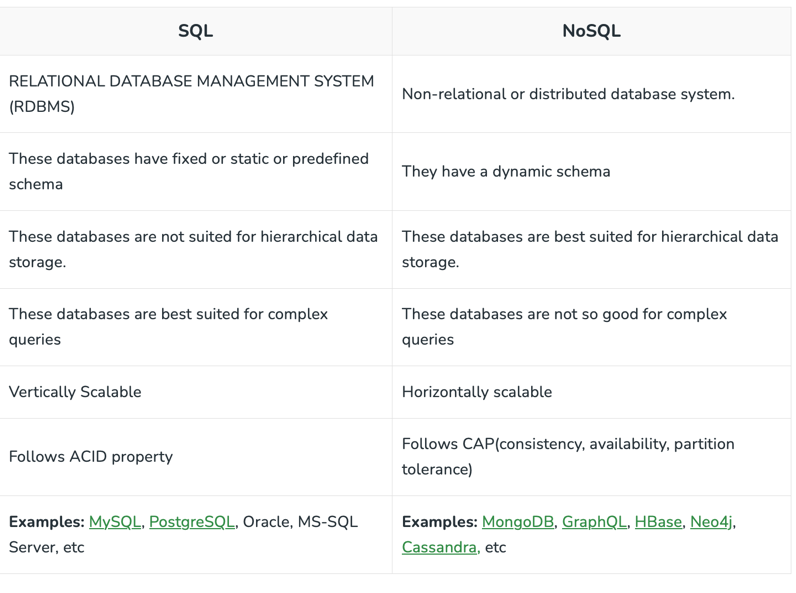 SQL
NoSQL
RELATIONAL DATABASE MANAGEMENT SYSTEM
(RDBMS)
Non-relational or distributed database system.
These databases have fixed or static or predefined
schema
They have a dynamic schema
These databases are not suited for hierarchical data
storage.
These databases are best suited for hierarchical data
storage.
These databases are best suited for complex
queries
These databases are not so good for complex
queries
Vertically Scalable
Horizontally scalable
Follows ACID property
Follows CAP(consistency, availability, partition
tolerance)
Examples: MySQL, PostgreSQL, Oracle, MS-SQL
Server, etc
Examples: MongoDB, GraphQL, HBase, Neo4j,
Cassandra, etc